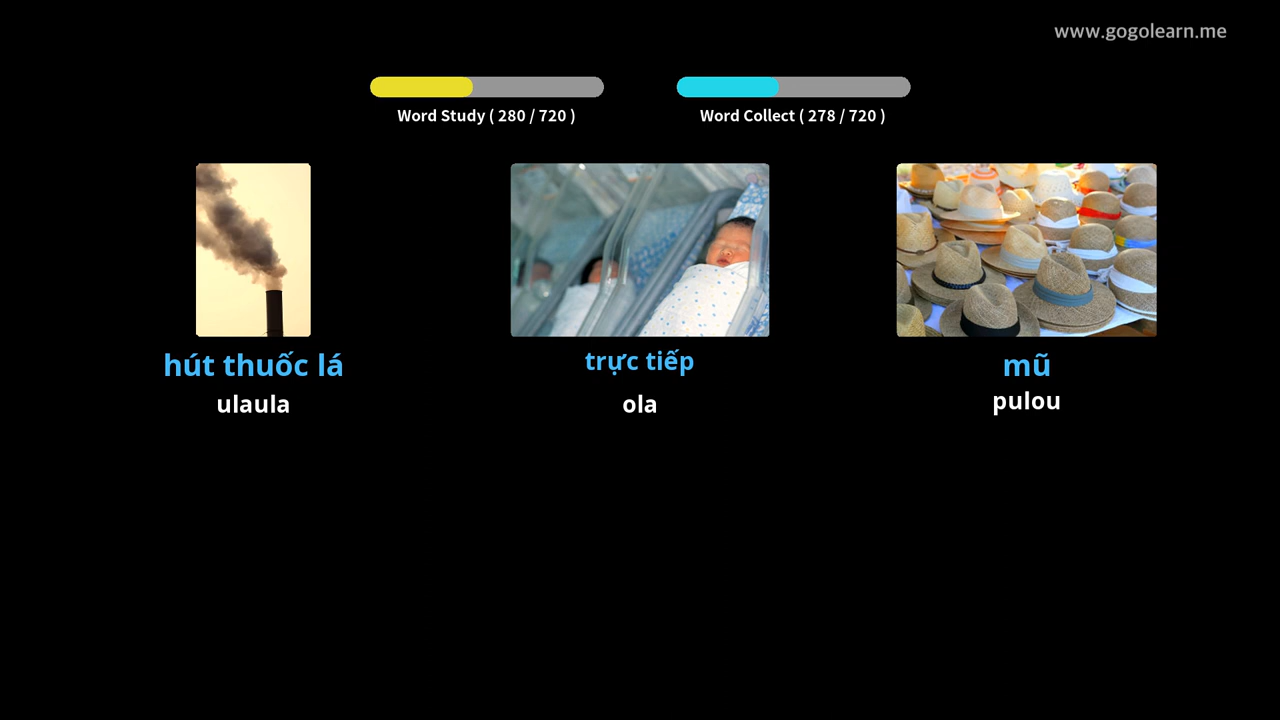 www.gogolearn.me
Word Study ( 280 / 720 )
Word Collect ( 278 / 720 )
hút thuốc lá
ulaula
trực tiếp
ola
mũ
pulou